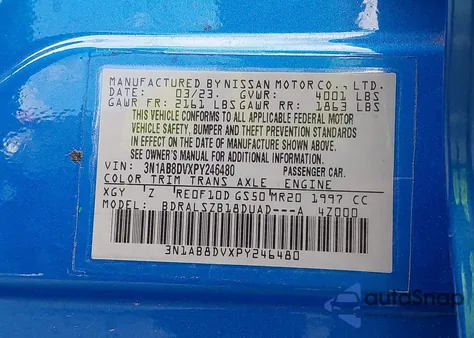 MANUFACTURED BY NISSAN MOTOR CO., LTD.
DATE: 03/23. GVWR: 4001 LBS
GAWR FR: 2161 LBS GAWR RR: 1863 LBS
THIS VEHICLE CONFORMS TO ALL APPLICABLE FEDERAL MOTOR
VEHICLE SAFETY, BUMPER AND THEFT PREVENTION STANDARDS
IN EFFECT ON THE DATE OF MANUFACTURE SHOWN ABOVE.
SEE OWNER'S MANUAL FOR ADDITIONAL INFORMATION.
VIN: 3N1AB8DVXPY246480 PASSENGER CAR.
COLOR TRIM TRANS AXLE ENGINE
XGY Z RE0F10D GS50 MR20 1997 CC
MODEL: BDRALSZB18DUAD---A 4Z000
3N1AB8DVXPY246480
autoSnap